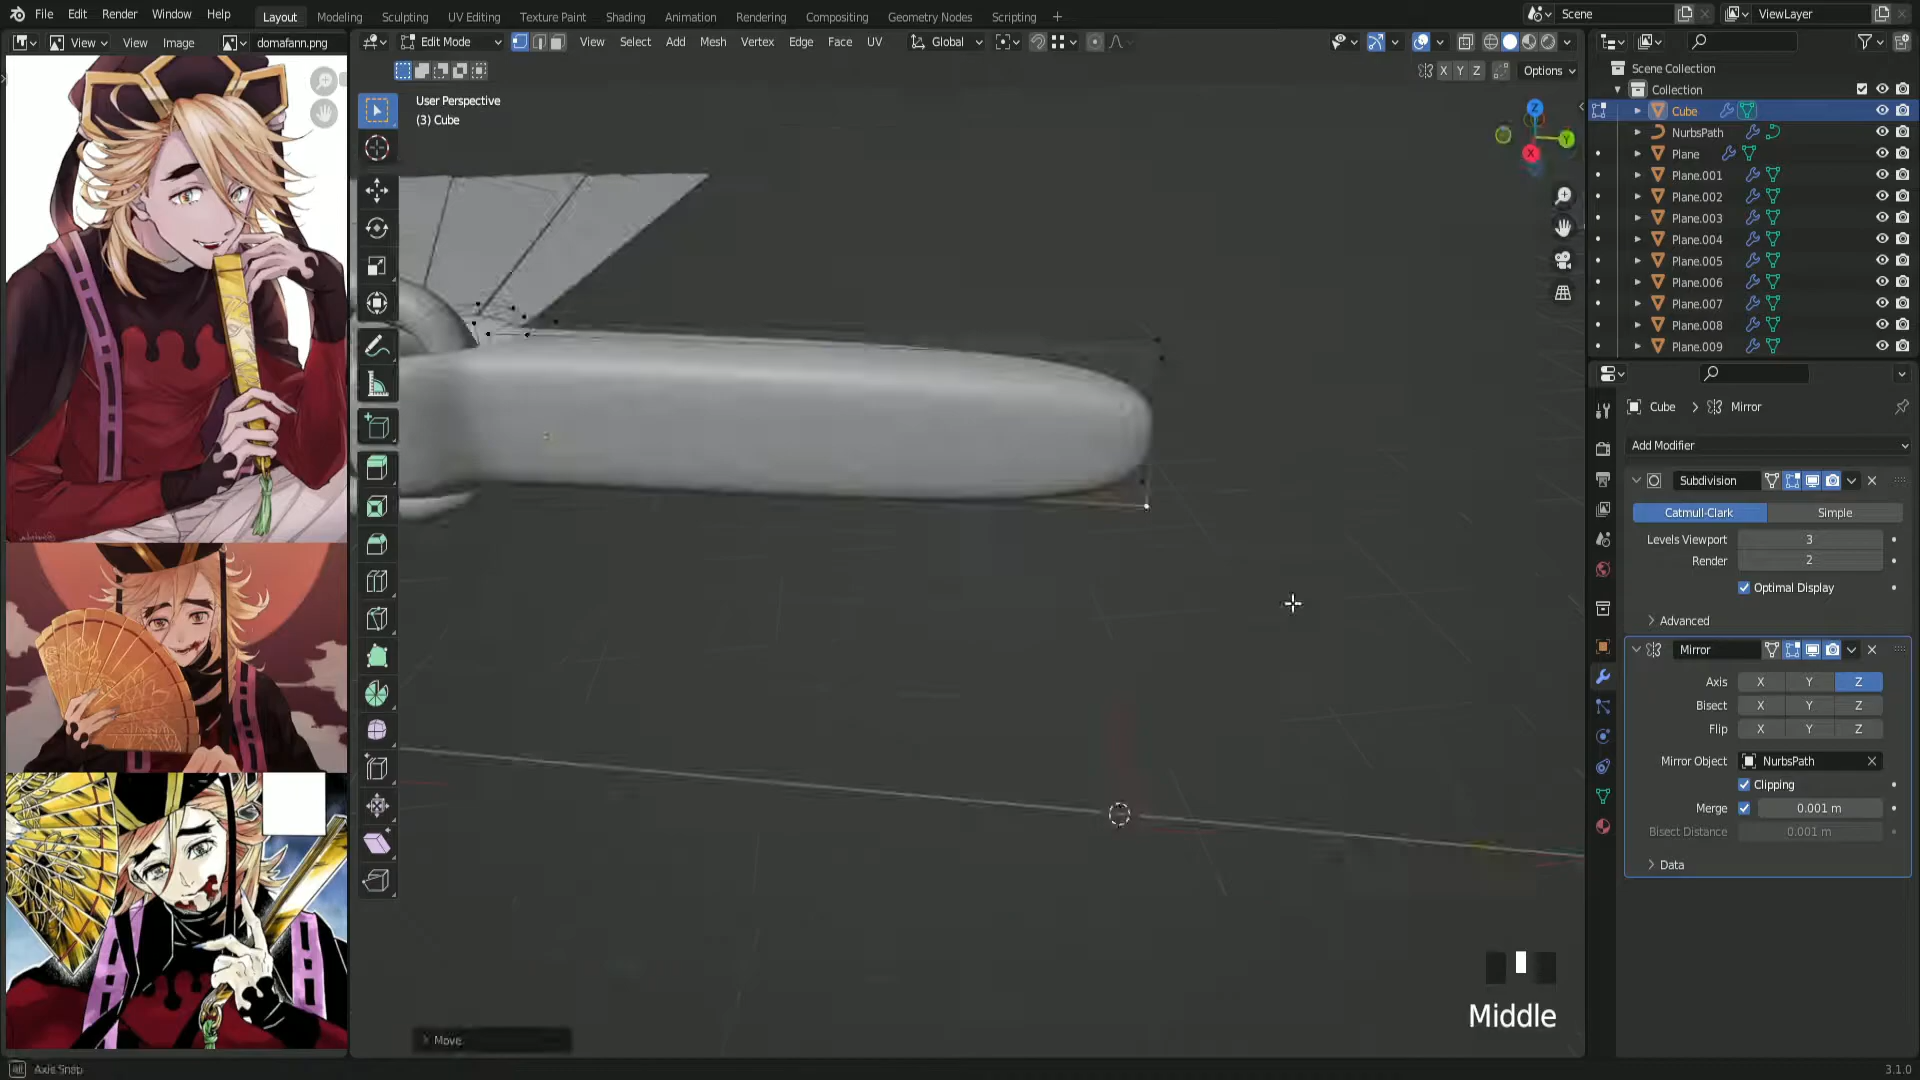 File Edit Render Window Help
Layout Modeling Sculpting UV Editing Texture Paint Shading Animation Rendering Compositing Geometry Nodes Scripting +
Scene
ViewLayer
View View Image domafann.png
Edit Mode View Select Add Mesh Vertex Edge Face UV Global
X Y Z Options
User Perspective
(3) Cube
Z
Y
X
Scene Collection
Collection
Cube
NurbsPath
Plane
Plane.001
Plane.002
Plane.003
Plane.004
Plane.005
Plane.006
Plane.007
Plane.008
Plane.009
Cube > Mirror
Add Modifier
Subdivision
Catmull-Clark Simple
Levels Viewport 3
Render 2
Optimal Display
Advanced
Mirror
Axis X Y Z
Bisect X Y Z
Flip X Y Z
Mirror Object NurbsPath
Clipping
Merge 0.001 m
Bisect Distance 0.001 m
Data
Middle
Move
Axis Snap
3.1.0